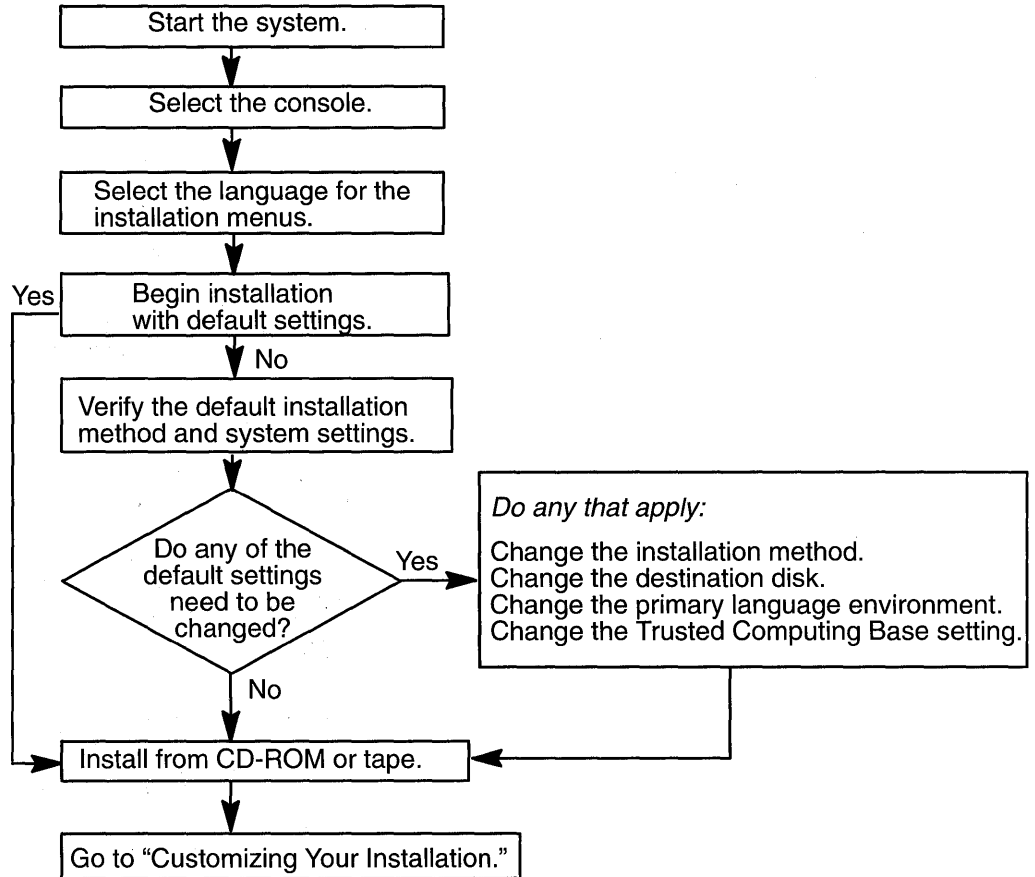 Start the system.
Select the console.
Select the language for the
installation menus.
Yes
Begin installation
with default settings.
No
Verify the default installation
method and system settings.
Do any of the
default settings
need to be
changed?
Yes
Do any that apply:
Change the installation method.
Change the destination disk.
Change the primary language environment.
Change the Trusted Computing Base setting.
No
Install from CD-ROM or tape.
Go to “Customizing Your Installation.”